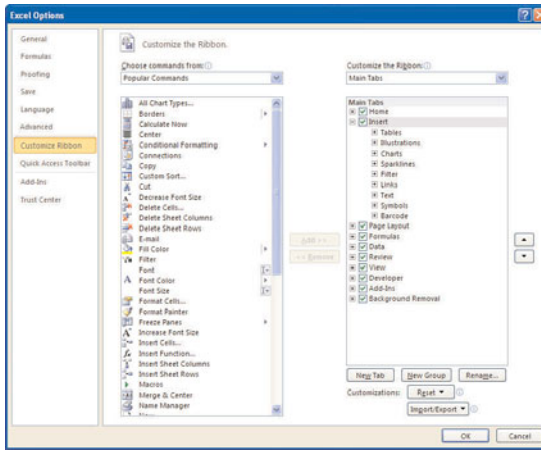 Excel Options
General
Formulas
Proofing
Save
Language
Advanced
Customize Ribbon
Quick Access Toolbar
Add-Ins
Trust Center
Customize the Ribbon.
Choose commands from:
Popular Commands
All Chart Types...
Borders
Calculate Now
Center
Conditional Formatting
Connections
Copy
Custom Sort...
Cut
Decrease Font Size
Delete Cells...
Delete Sheet Columns
Delete Sheet Rows
E-mail
Fill Color
Filter
Font
Font Color
Font Size
Format Cells...
Format Painter
Freeze Panes
Increase Font Size
Insert Cells...
Insert Function...
Insert Sheet Columns
Insert Sheet Rows
Macros
Merge & Center
Name Manager
Add >>
<< Remove
Customize the Ribbon:
Main Tabs
Main Tabs
Home
Insert
Tables
Illustrations
Charts
Sparklines
Filter
Links
Text
Symbols
Barcode
Page Layout
Formulas
Data
Review
View
Developer
Add-Ins
Background Removal
New Tab New Group Rename...
Customizations: Reset
Import/Export
OK Cancel